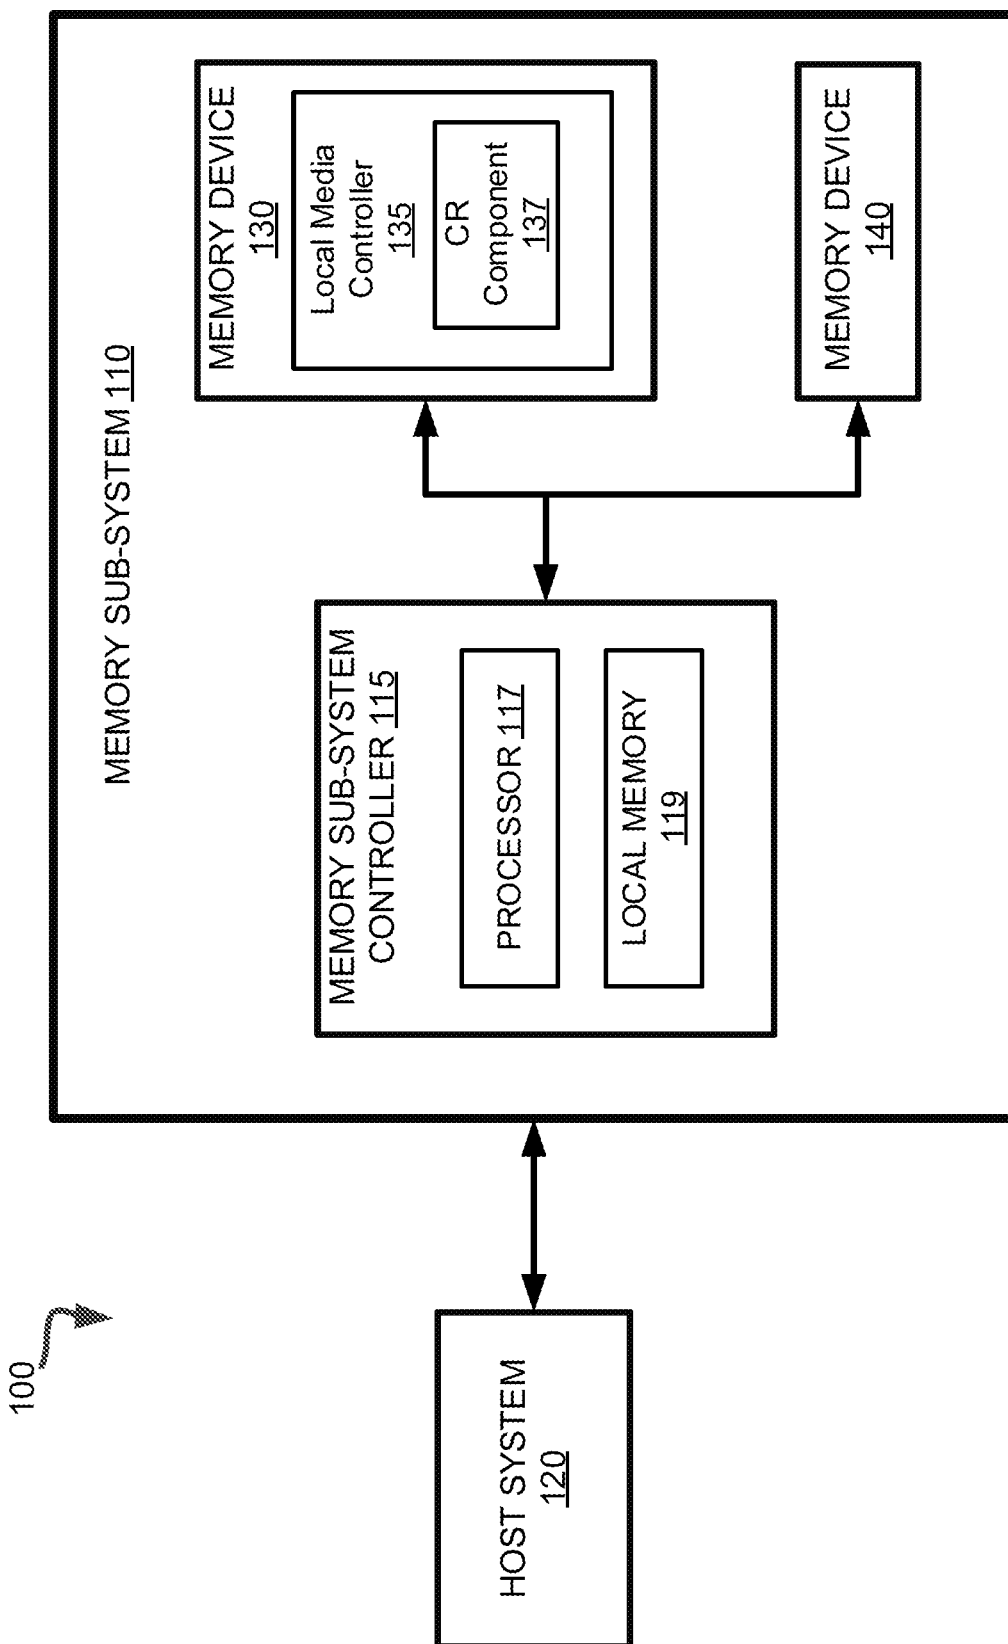 100
HOST SYSTEM
120
MEMORY SUB-SYSTEM 110
MEMORY SUB-SYSTEM
CONTROLLER 115
PROCESSOR 117
LOCAL MEMORY
119
MEMORY DEVICE
130
Local Media
Controller
135
CR
Component
137
MEMORY DEVICE
140